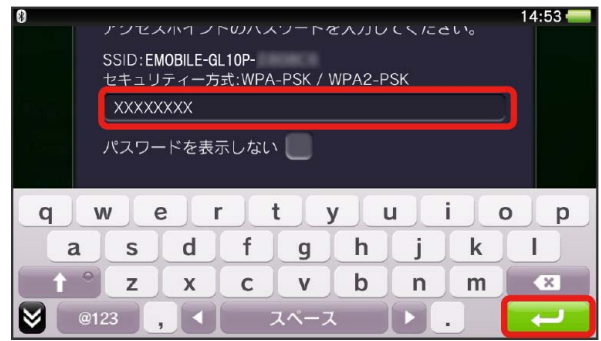 14:53
アクセスポイントのパスワードを入力してください。
SSID:EMOBILE-GL10P-
セキュリティー方式:WPA-PSK / WPA2-PSK
XXXXXXXX
パスワードを表示しない
q w e r t y u i o p
a s d f g h j k l
z x c v b n m
@123 , スペース .